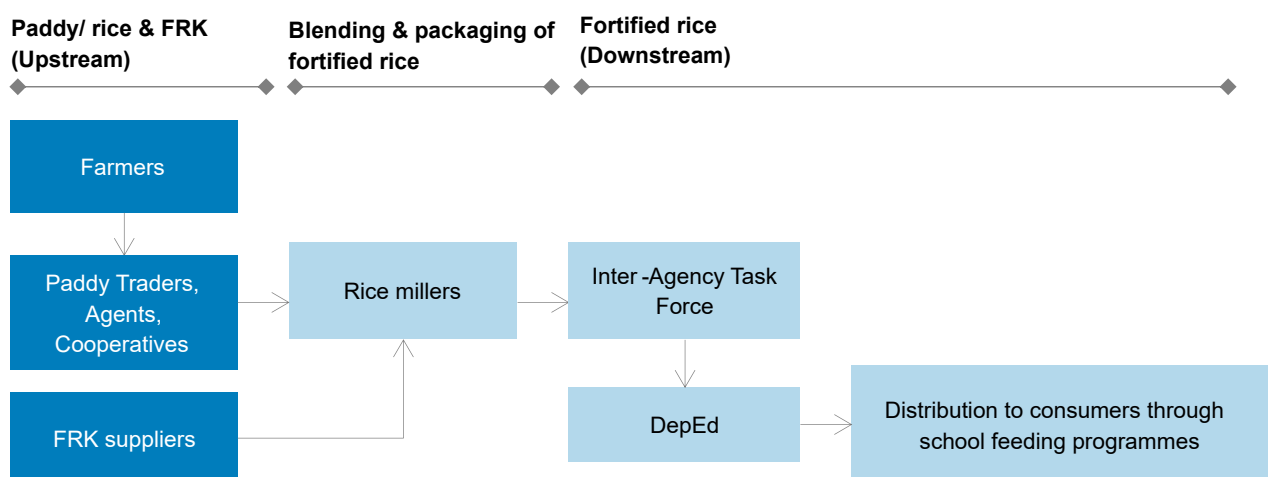 Paddy/ rice & FRK
(Upstream)
Blending & packaging of
fortified rice
Fortified rice
(Downstream)
Farmers
Paddy Traders,
Agents,
Cooperatives
FRK suppliers
Rice millers
Inter -Agency Task
Force
DepEd
Distribution to consumers through
school feeding programmes